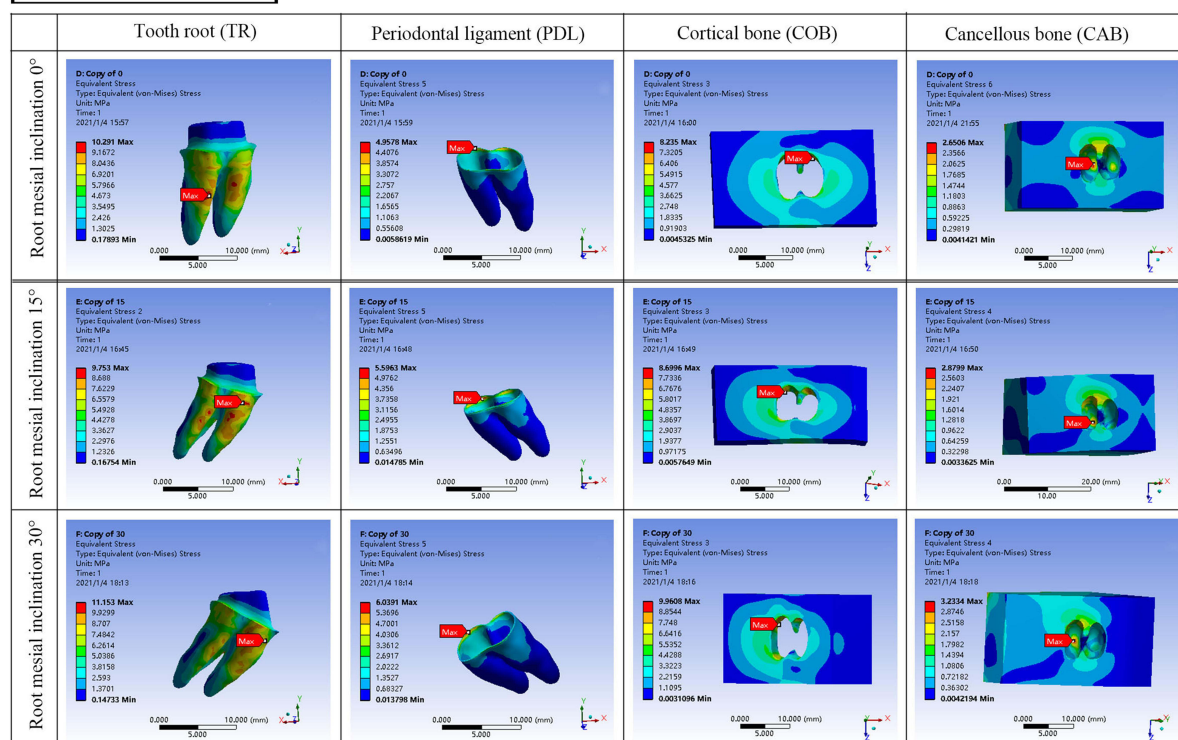 Tooth root (TR)
Periodontal ligament (PDL)
Cortical bone (COB)
Cancellous bone (CAB)
Root mesial inclination 0°
D: Copy of 0
Equivalent Stress
Type: Equivalent (von-Mises) Stress
Unit: MPa
Time: 1
2021/1/4 15:57
10.291 Max
9.1672
8.0436
6.9201
5.7966
4.673
3.5495
2.426
1.3025
0.17893 Min
Max
0.000
10.000 (mm)
5.000
Y
X
Z
D: Copy of 0
Equivalent Stress 5
Type: Equivalent (von-Mises) Stress
Unit: MPa
Time: 1
2021/1/4 15:59
4.9578 Max
4.4076
3.8574
3.3072
2.757
2.2067
1.6565
1.1063
0.55608
0.0058619 Min
Max
0.000
10.000 (mm)
5.000
Y
X
Z
D: Copy of 0
Equivalent Stress 3
Type: Equivalent (von-Mises) Stress
Unit: MPa
Time: 1
2021/1/4 16:00
8.235 Max
7.3205
6.406
5.4915
4.577
3.6625
2.748
1.8335
0.91903
0.0045325 Min
Max
0.000
10.000 (mm)
5.000
X
Z
D: Copy of 0
Equivalent Stress 6
Type: Equivalent (von-Mises) Stress
Unit: MPa
Time: 1
2021/1/4 21:55
2.6506 Max
2.3566
2.0625
1.7685
1.4744
1.1803
0.8863
0.59225
0.29819
0.0041421 Min
Max
0.000
10.000 (mm)
5.000
X
Z
Root mesial inclination 15°
E: Copy of 15
Equivalent Stress 2
Type: Equivalent (von-Mises) Stress
Unit: MPa
Time: 1
2021/1/4 16:45
9.753 Max
8.688
7.6229
6.5579
5.4928
4.4278
3.3627
2.2976
1.2326
0.16754 Min
Max
0.000
10.000 (mm)
5.000
Y
X
Z
E: Copy of 15
Equivalent Stress 5
Type: Equivalent (von-Mises) Stress
Unit: MPa
Time: 1
2021/1/4 16:48
5.5963 Max
4.9762
4.356
3.7358
3.1156
2.4955
1.8753
1.2551
0.63496
0.014785 Min
Max
0.000
10.000 (mm)
5.000
Y
X
Z
E: Copy of 15
Equivalent Stress 3
Type: Equivalent (von-Mises) Stress
Unit: MPa
Time: 1
2021/1/4 16:49
8.6996 Max
7.7336
6.7676
5.8017
4.8357
3.8697
2.9037
1.9377
0.97175
0.0057649 Min
Max
0.000
10.000 (mm)
5.000
Y
X
Z
E: Copy of 15
Equivalent Stress 4
Type: Equivalent (von-Mises) Stress
Unit: MPa
Time: 1
2021/1/4 16:50
2.8799 Max
2.5603
2.2407
1.921
1.6014
1.2818
0.9622
0.64259
0.32298
0.0033625 Min
Max
0.00
20.00 (mm)
10.00
X
Z
Root mesial inclination 30°
F: Copy of 30
Equivalent Stress
Type: Equivalent (von-Mises) Stress
Unit: MPa
Time: 1
2021/1/4 18:13
11.153 Max
9.9299
8.707
7.4842
6.2614
5.0386
3.8158
2.593
1.3701
0.14733 Min
Max
0.000
10.000 (mm)
5.000
Y
X
Z
F: Copy of 30
Equivalent Stress 5
Type: Equivalent (von-Mises) Stress
Unit: MPa
Time: 1
2021/1/4 18:14
6.0391 Max
5.3696
4.7001
4.0306
3.3612
2.6917
2.0222
1.3527
0.68327
0.013798 Min
Max
0.000
10.000 (mm)
5.000
Y
X
Z
F: Copy of 30
Equivalent Stress 3
Type: Equivalent (von-Mises) Stress
Unit: MPa
Time: 1
2021/1/4 18:16
9.9608 Max
8.8544
7.748
6.6416
5.5352
4.4288
3.3223
2.2159
1.1095
0.0031096 Min
Max
0.000
10.000 (mm)
5.000
X
Z
F: Copy of 30
Equivalent Stress 4
Type: Equivalent (von-Mises) Stress
Unit: MPa
Time: 1
2021/1/4 18:18
3.2334 Max
2.8746
2.5158
2.157
1.7982
1.4394
1.0806
0.72182
0.36302
0.0042194 Min
Max
0.000
10.000 (mm)
5.000
X
Z